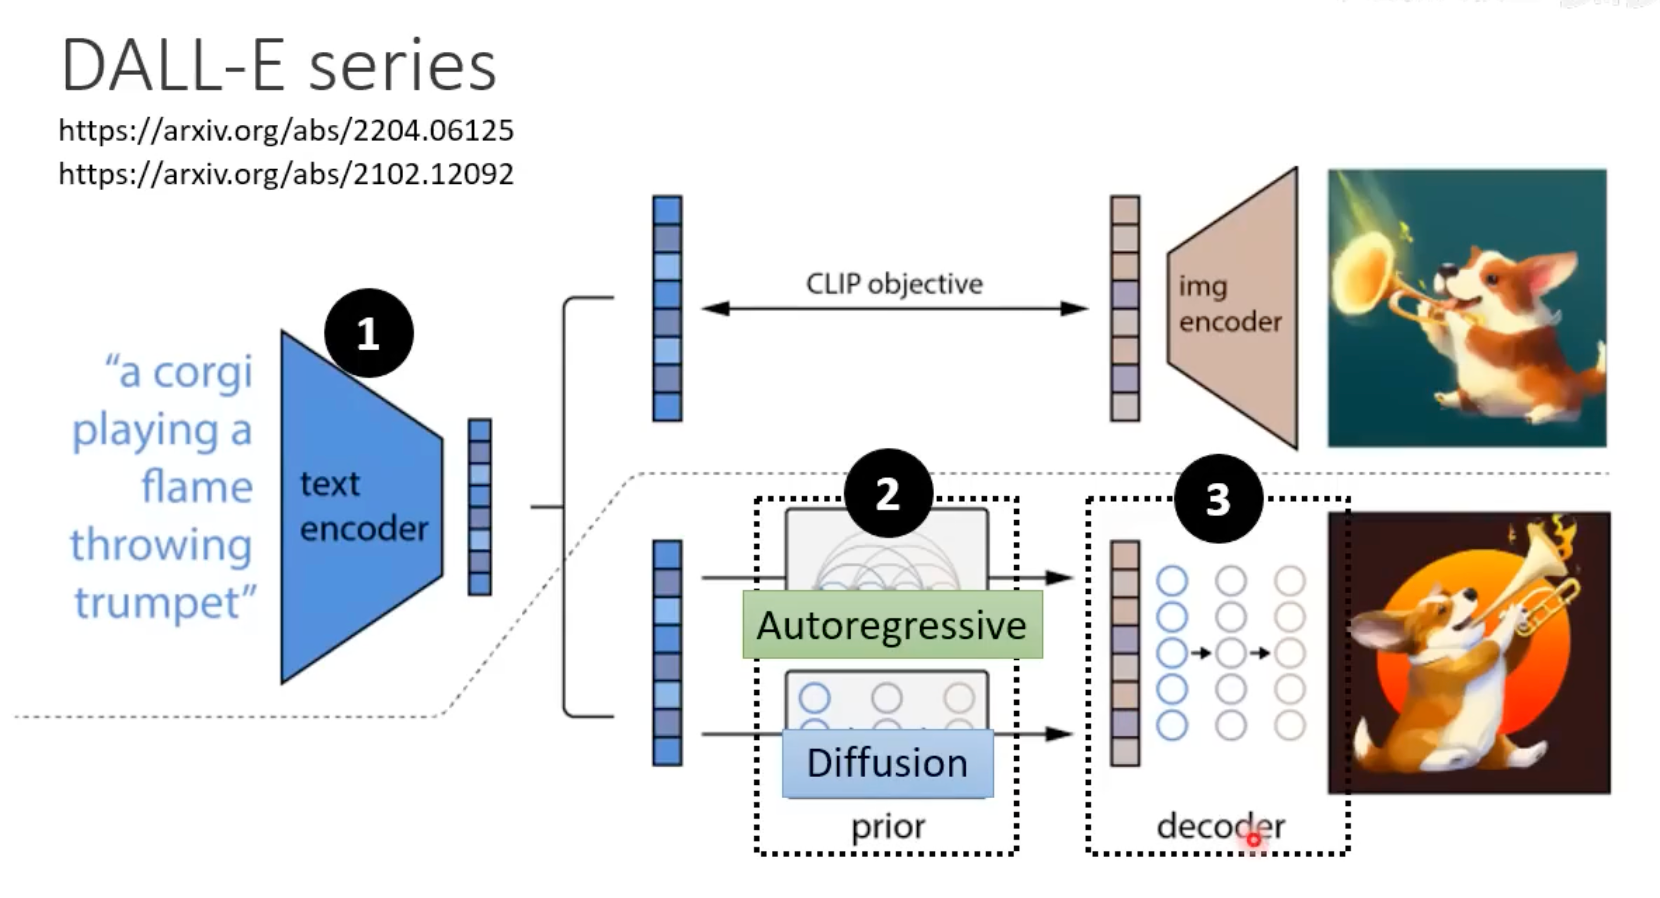 DALL-E series
https://arxiv.org/abs/2204.06125
https://arxiv.org/abs/2102.12092
CLIP objective
img
encoder
1
“a corgi
playing a
flame
throwing
trumpet”
text
encoder
2
3
Autoregressive
Diffusion
prior
decoder